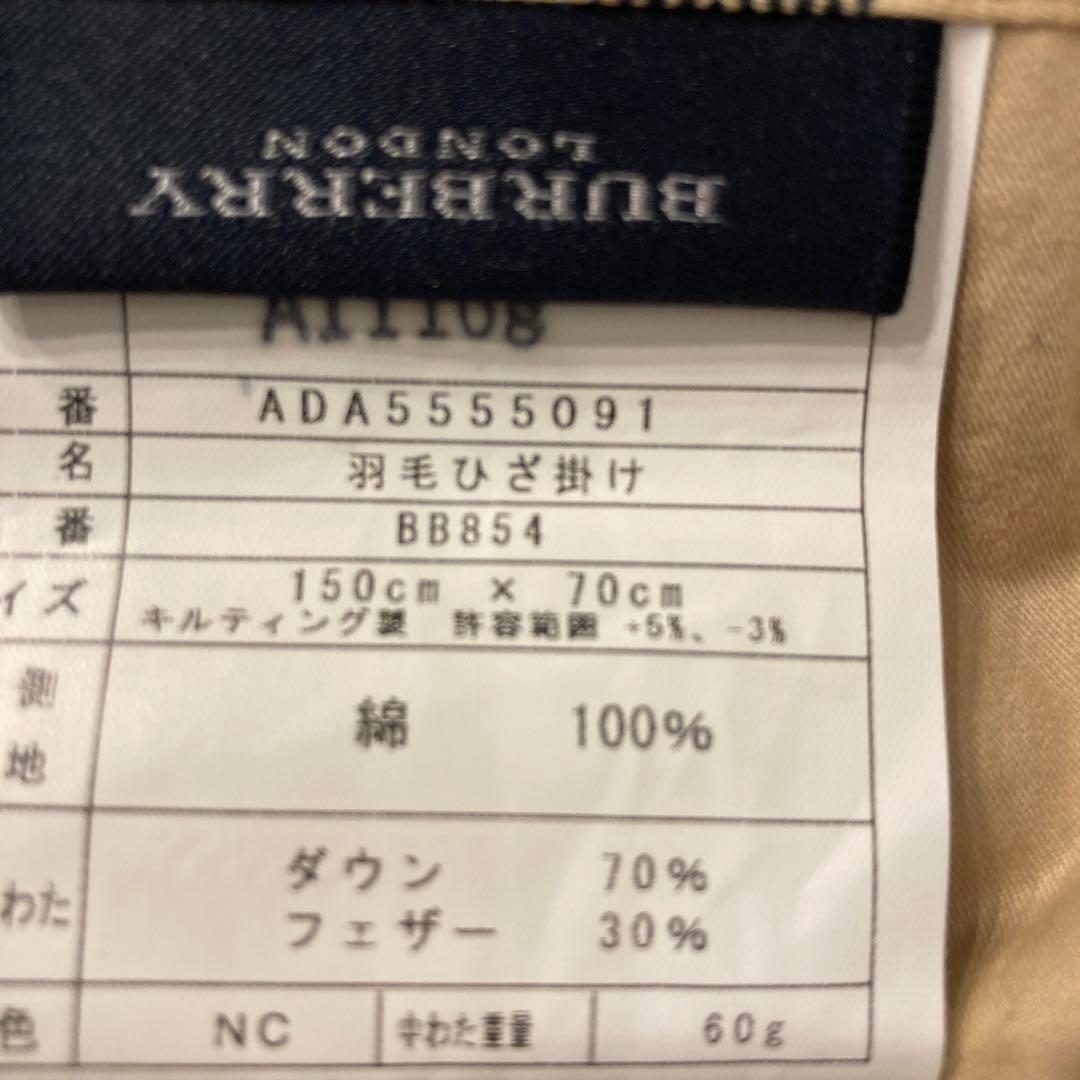 BURBERRY
LONDON
番 ADA5555091
名 羽毛ひざ掛け
番 BB854
イズ 150cm × 70cm
キルティング製 許容範囲 +5%、-3%
側地 綿 100%
わた ダウン 70%
フェザー 30%
色 NC 中わた重量 60g